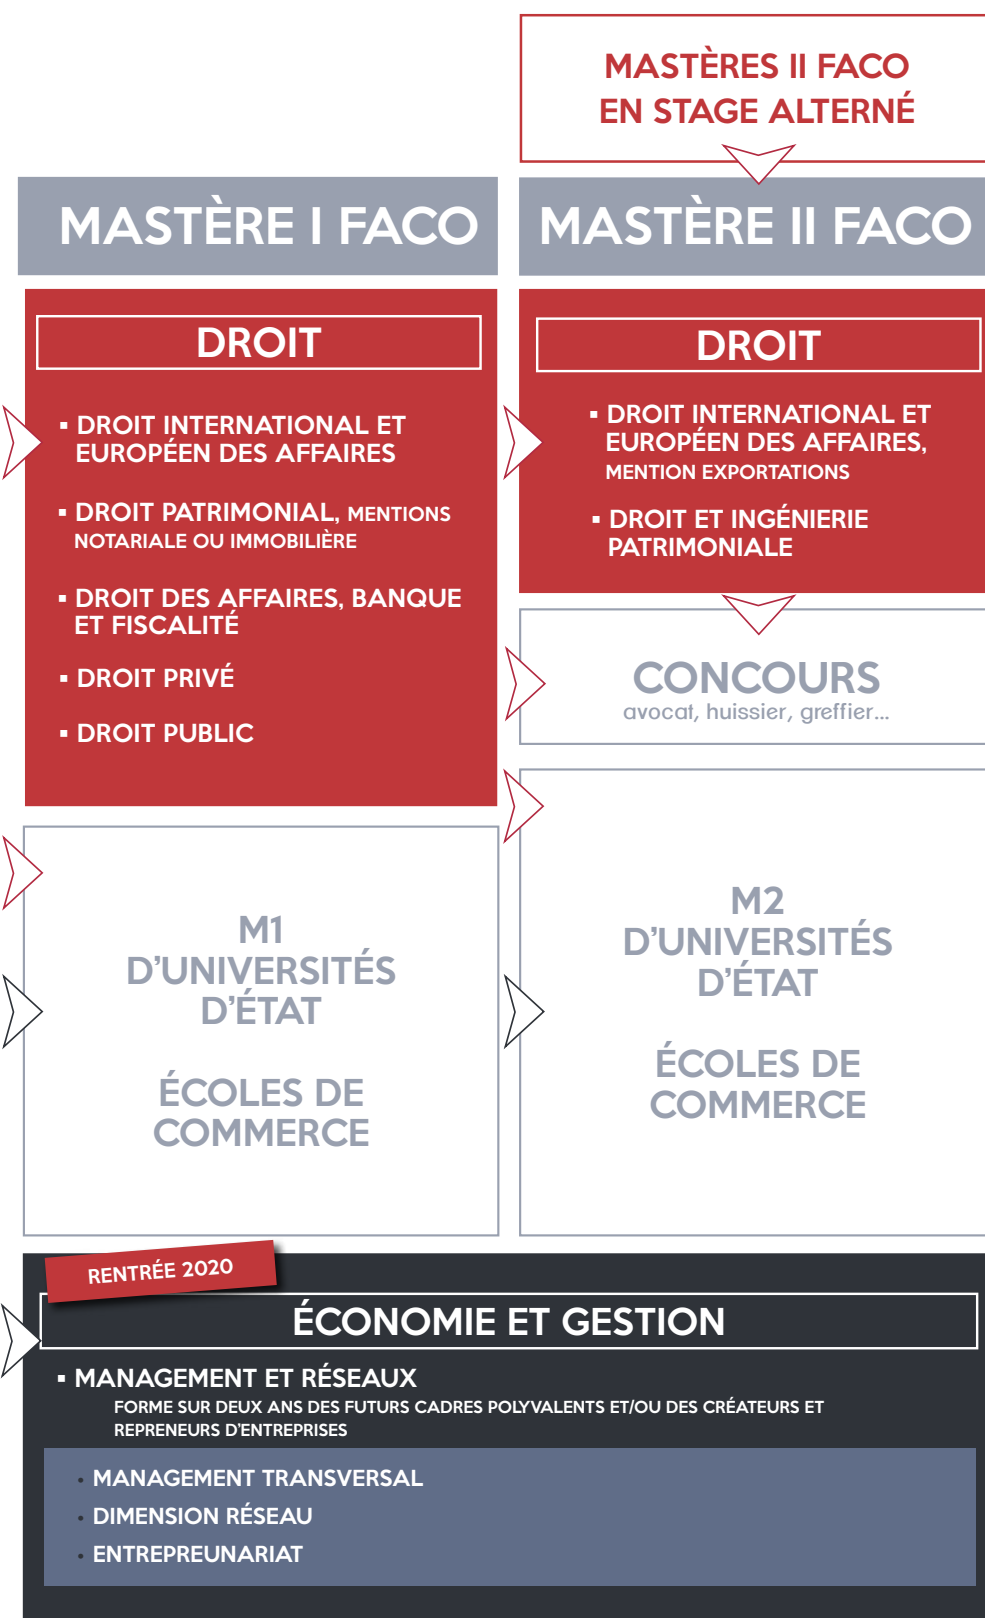 MASTÈRES II FACO
EN STAGE ALTERNÉ
MASTÈRE I FACO
DROIT
▪ DROIT INTERNATIONAL ET
EUROPÉEN DES AFFAIRES
▪ DROIT PATRIMONIAL, MENTIONS
NOTARIALE OU IMMOBILIÈRE
▪ DROIT DES AFFAIRES, BANQUE
ET FISCALITÉ
▪ DROIT PRIVÉ
▪ DROIT PUBLIC
M1
D’UNIVERSITÉS
D’ÉTAT
ÉCOLES DE
COMMERCE
MASTÈRE II FACO
DROIT
▪ DROIT INTERNATIONAL ET
EUROPÉEN DES AFFAIRES,
MENTION EXPORTATIONS
▪ DROIT ET INGÉNIERIE
PATRIMONIALE
CONCOURS
avocat, huissier, greffier...
M2
D’UNIVERSITÉS
D’ÉTAT
ÉCOLES DE
COMMERCE
RENTRÉE 2020
ÉCONOMIE ET GESTION
▪ MANAGEMENT ET RÉSEAUX
FORME SUR DEUX ANS DES FUTURS CADRES POLYVALENTS ET/OU DES CRÉATEURS ET
REPRENEURS D’ENTREPRISES
• MANAGEMENT TRANSVERSAL
• DIMENSION RÉSEAU
• ENTREPREUNARIAT